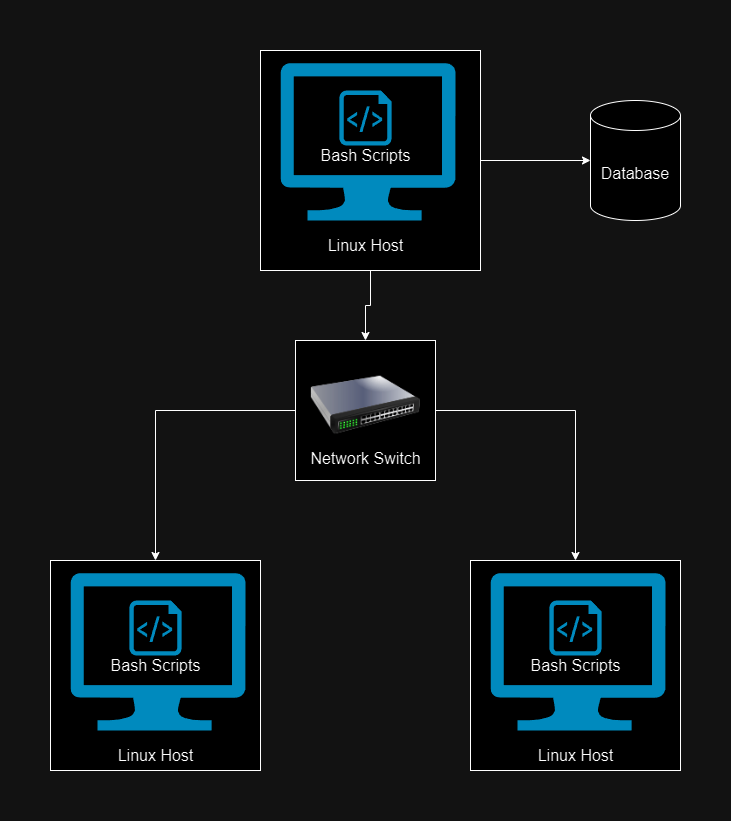 </>
Bash Scripts
Database
Linux Host
Network Switch
</>
</>
Bash Scripts
Bash Scripts
Linux Host
Linux Host